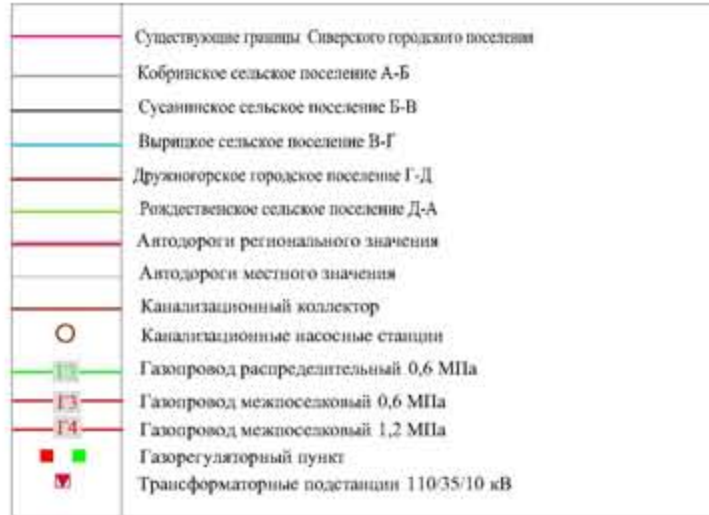 Существующие границы Сиверского городского поселения
Кобринское сельское поселение А-Б
Сусанинское сельское поселение Б-В
Вырицкое сельское поселение В-Г
Дружногорское городское поселение Г-Д
Рождественское сельское поселение Д-А
Автодороги регионального значения
Автодороги местного значения
Канализационный коллектор
Канализационные насосные станции
Газопровод распределительный 0,6 МПа
Г3 Газопровод межпоселковый 0,6 МПа
Г4 Газопровод межпоселковый 1,2 МПа
Газорегуляторный пункт
Трансформаторные подстанции 110/35/10 кВ